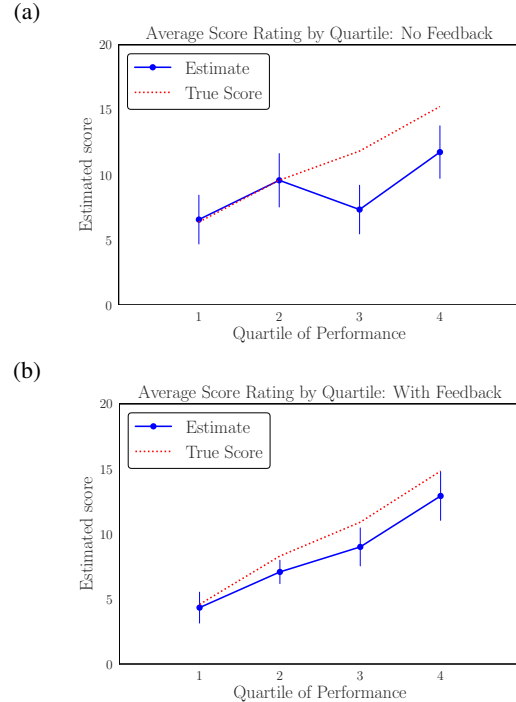 (a)
Average Score Rating by Quartile: No Feedback
20
15
10
5
0
Estimated score
Estimate
True Score
1 2 3 4
Quartile of Performance
(b)
Average Score Rating by Quartile: With Feedback
20
15
10
5
0
Estimated score
Estimate
True Score
1 2 3 4
Quartile of Performance